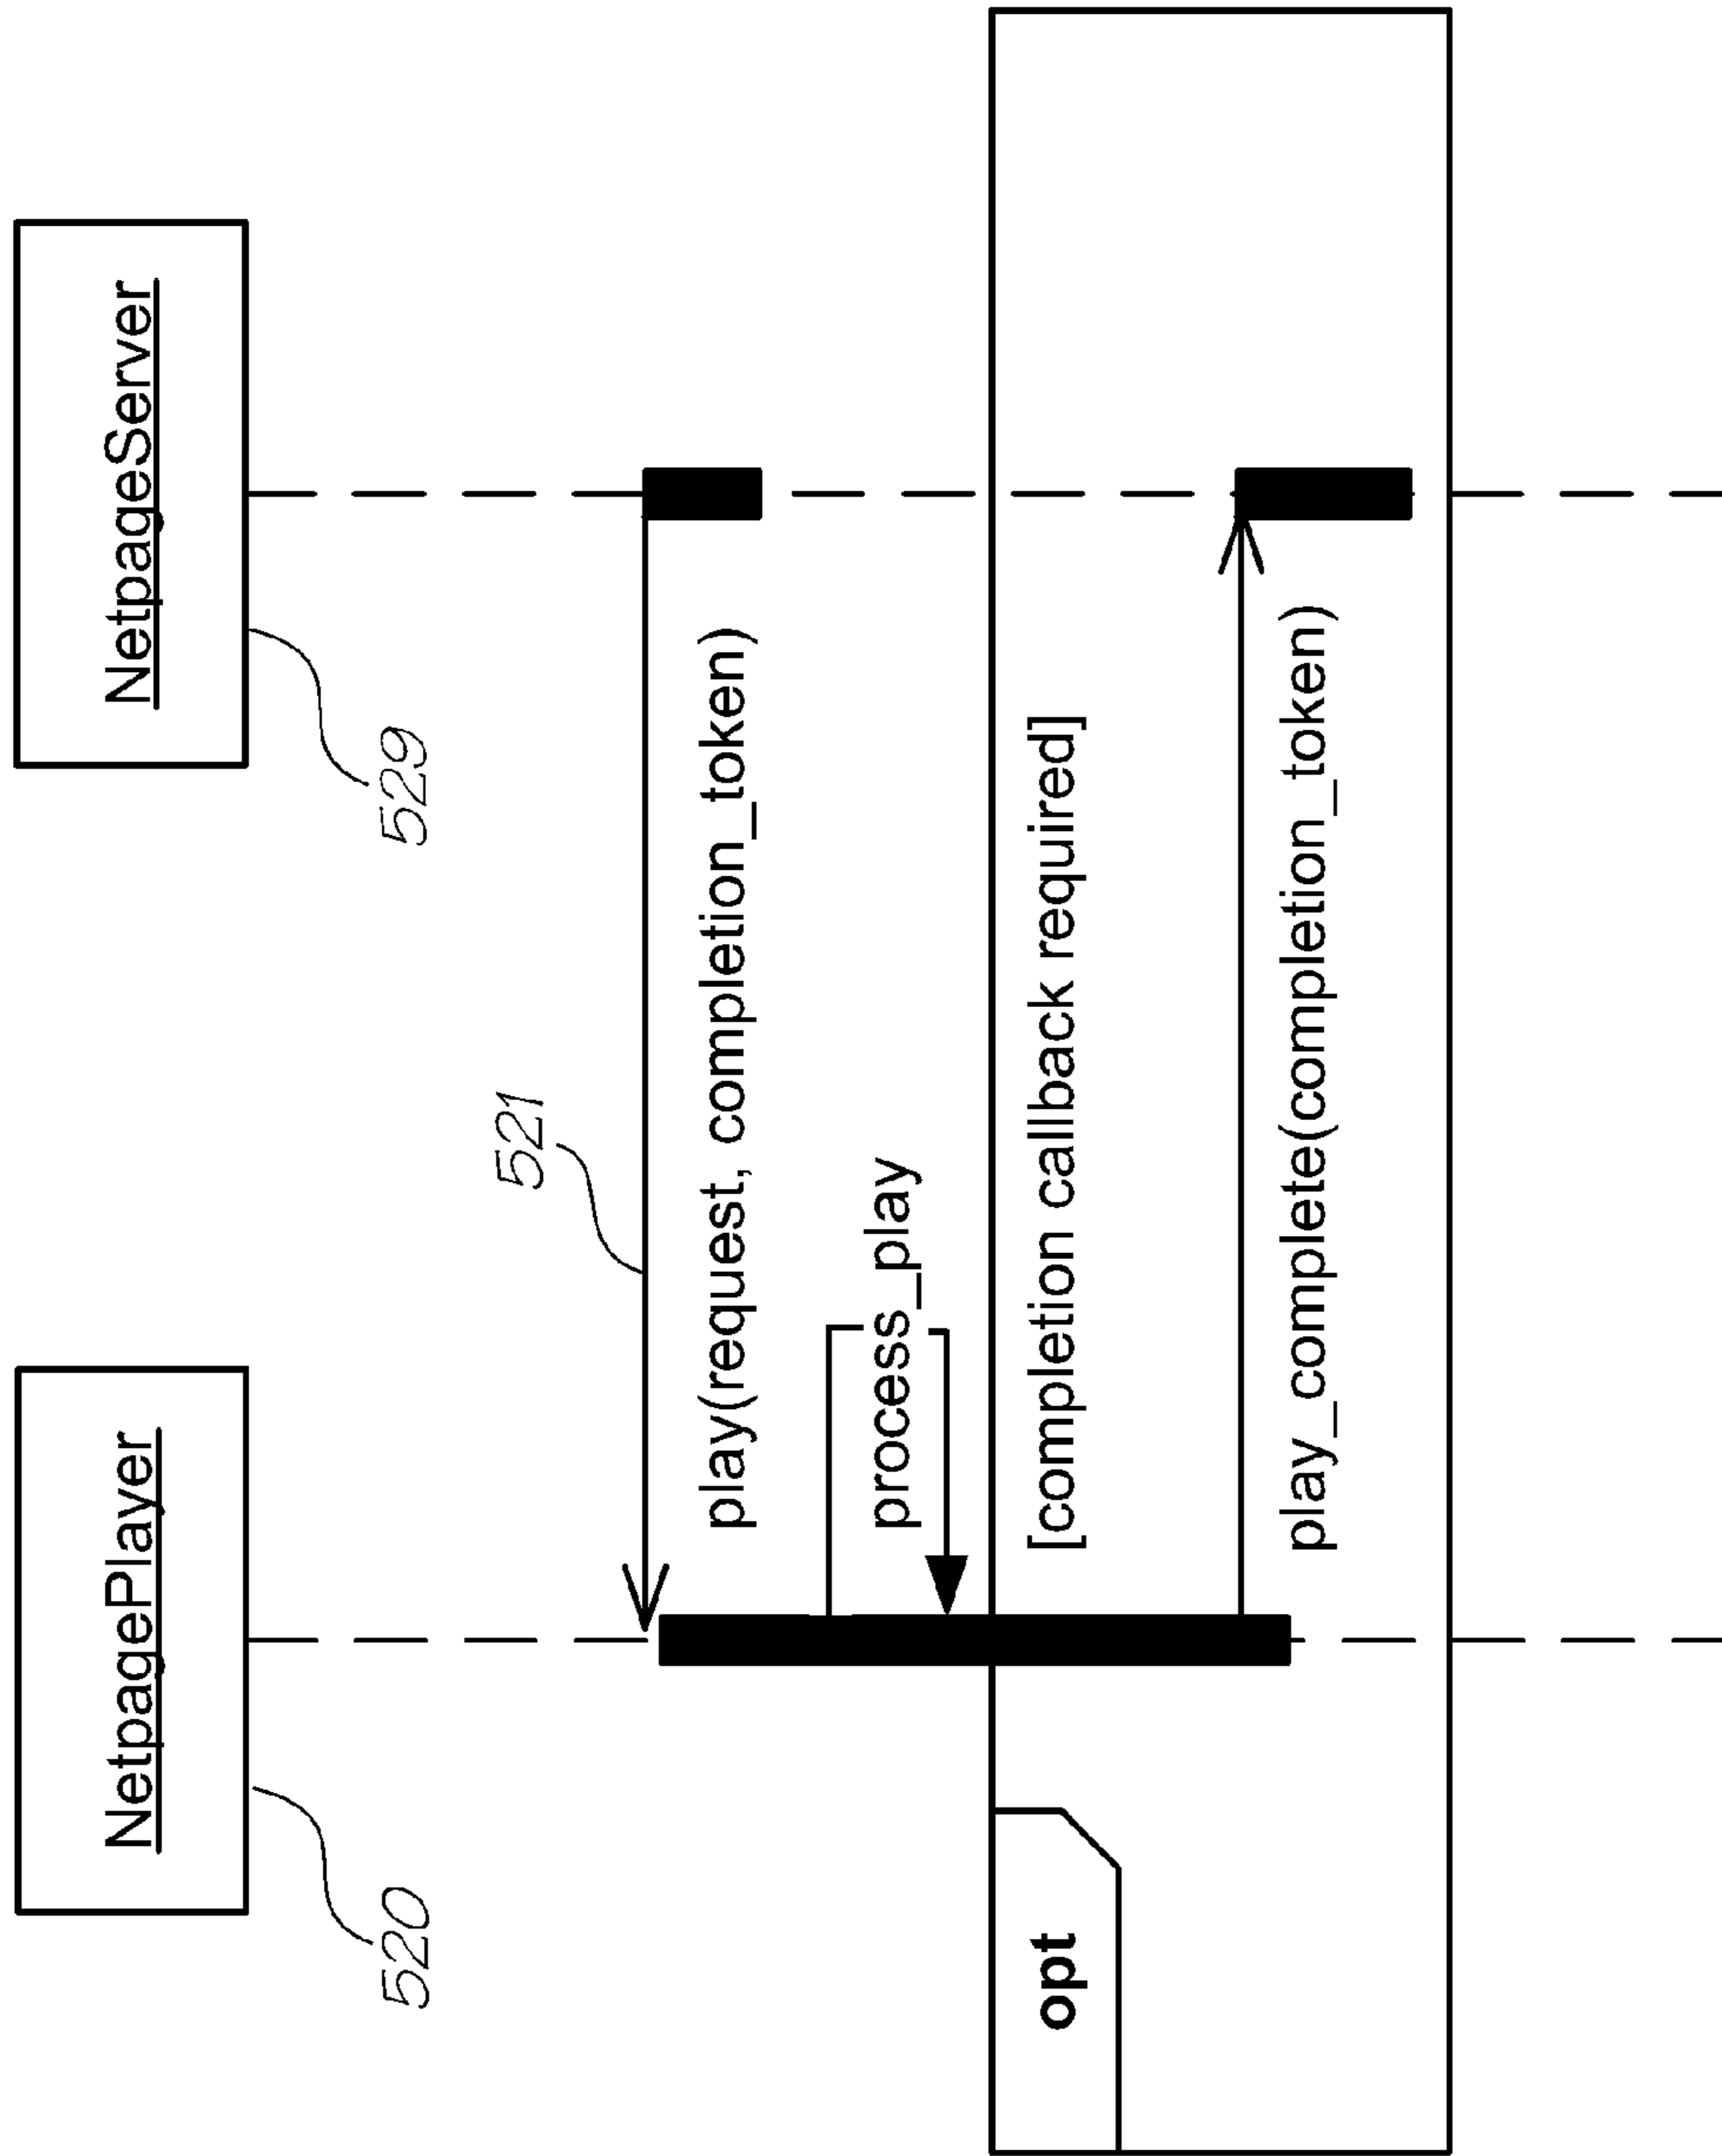 NetpagePlayer
NetpageServer
520
529
521
play(request, completion_token)
process_play
opt
[completion callback required]
play_complete(completion_token)